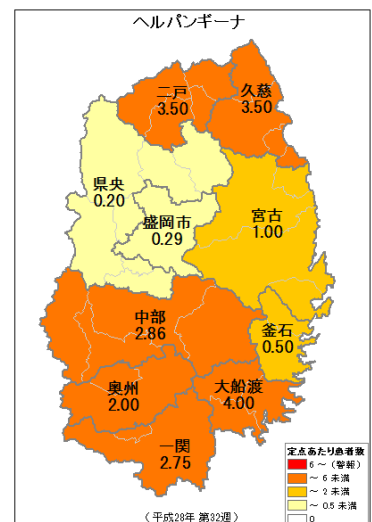 ヘルパンギーナ
二戸
3.50
久慈
3.50
県央
0.20
盛岡市
0.29
宮古
1.00
中部
2.86
釜石
0.50
奥州
2.00
大船渡
4.00
一関
2.75
定点あたり患者数
6～（警報）
～6未満
～2未満
～0.5未満
0
（平成28年 第32週）